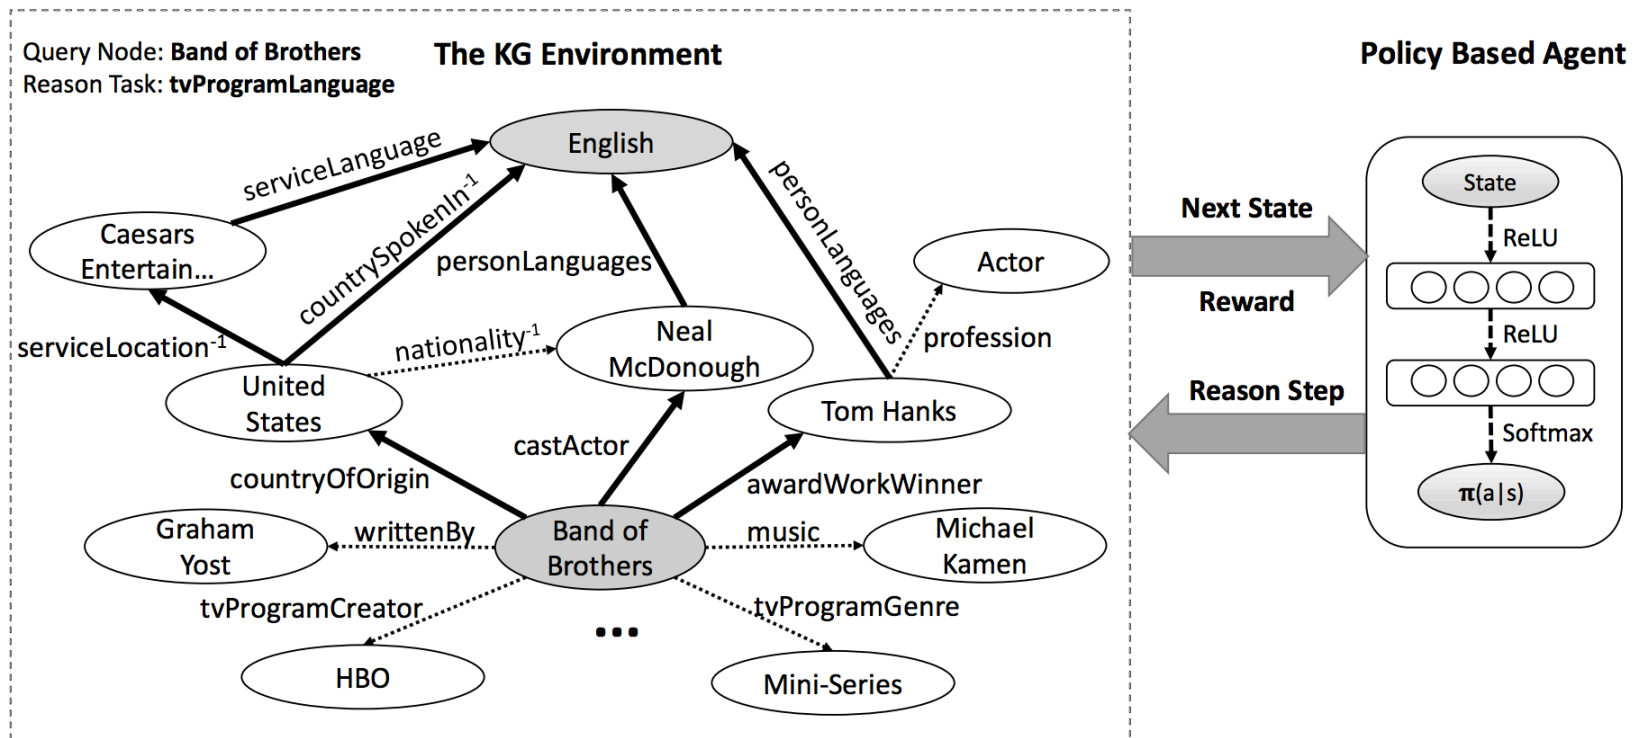 Query Node: Band of Brothers
Reason Task: tvProgramLanguage
The KG Environment
Policy Based Agent
English
serviceLanguage
countrySpokenIn-1
personLanguages
personLanguages
Caesars
Entertain...
Actor
profession
serviceLocation-1
nationality-1
Neal
McDonough
United
States
Tom Hanks
castActor
countryOfOrigin
awardWorkWinner
Graham
Yost
writtenBy
Band of
Brothers
music
Michael
Kamen
tvProgramCreator
tvProgramGenre
...
HBO
Mini-Series
Next State
Reward
Reason Step
State
ReLU
ReLU
Softmax
π(a|s)